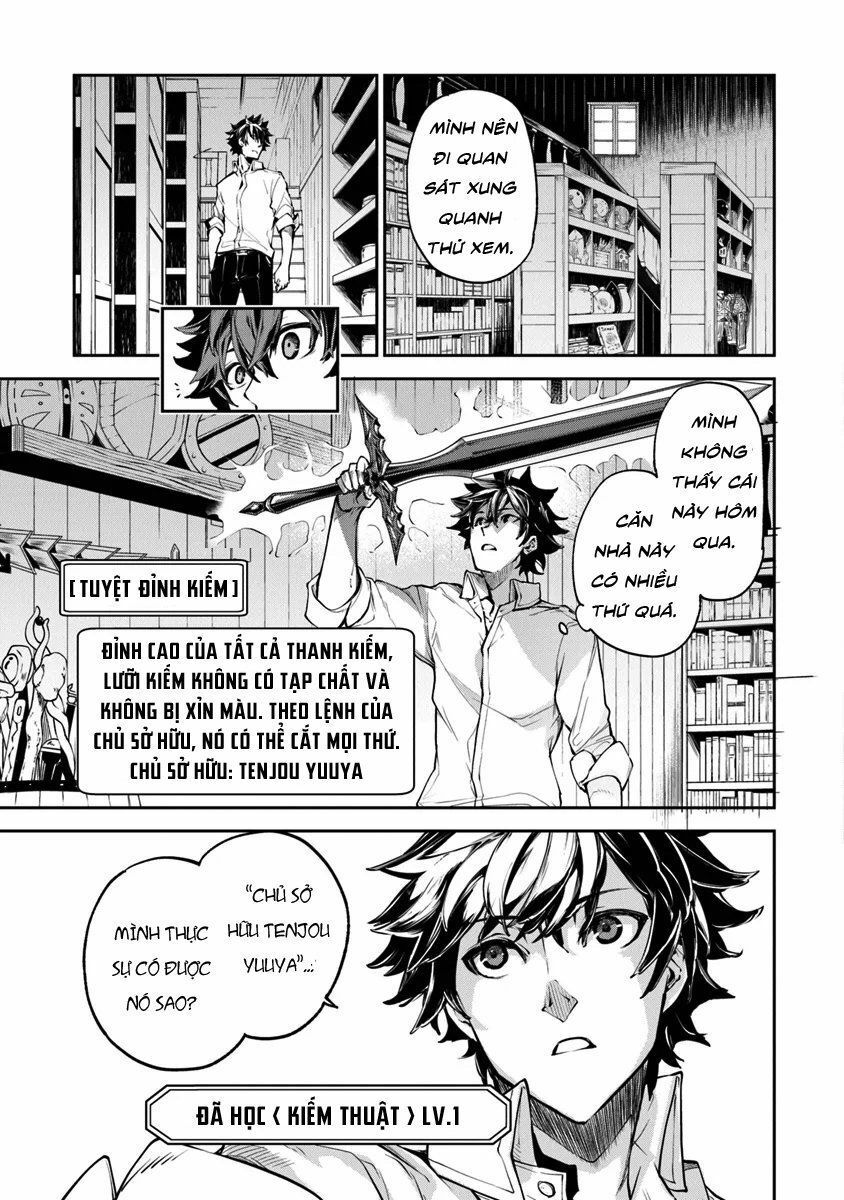 MÌNH NÊN
ĐI QUAN
SÁT XUNG
QUANH
THỬ XEM.
MÌNH
KHÔNG
THẤY CÁI
NÀY HÔM
QUA.
CĂN
NHÀ NÀY
CÓ NHIỀU
THỨ QUÁ.
[TUYỆT ĐỈNH KIẾM]
ĐỈNH CAO CỦA TẤT CẢ THANH KIẾM,
LƯỠI KIẾM KHÔNG CÓ TẠP CHẤT VÀ
KHÔNG BỊ XỈN MÀU. THEO LỆNH CỦA
CHỦ SỞ HỮU, NÓ CÓ THỂ CẮT MỌI THỨ.
CHỦ SỞ HỮU: TENJOU YUUYA
"CHỦ SỞ
HỮU TENJOU
YUUYA"...
MÌNH THỰC
SỰ CÓ ĐƯỢC
NÓ SAO?
ĐÃ HỌC < KIẾM THUẬT > LV.1